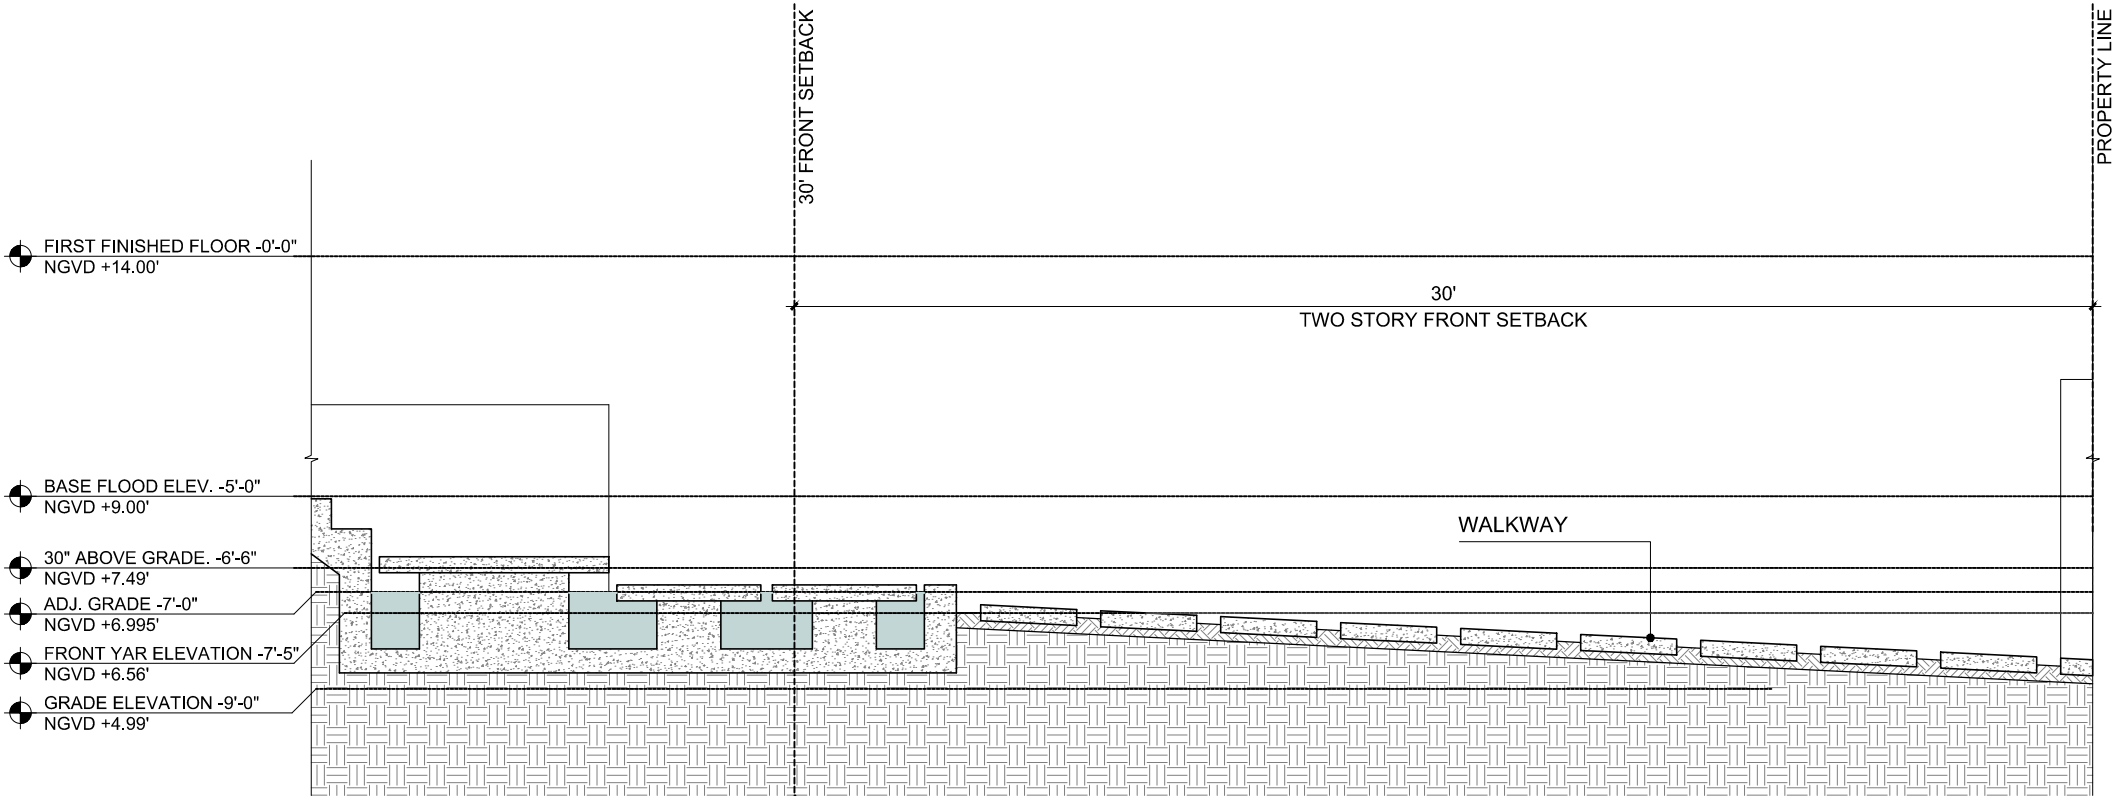 30' FRONT SETBACK
PROPERTY LINE
FIRST FINISHED FLOOR -0'-0"
NGVD +14.00'
30'
TWO STORY FRONT SETBACK
BASE FLOOD ELEV. -5'-0"
NGVD +9.00'
WALKWAY
30" ABOVE GRADE. -6'-6"
NGVD +7.49'
ADJ. GRADE -7'-0"
NGVD +6.995'
FRONT YAR ELEVATION -7'-5"
NGVD +6.56'
GRADE ELEVATION -9'-0"
NGVD +4.99'